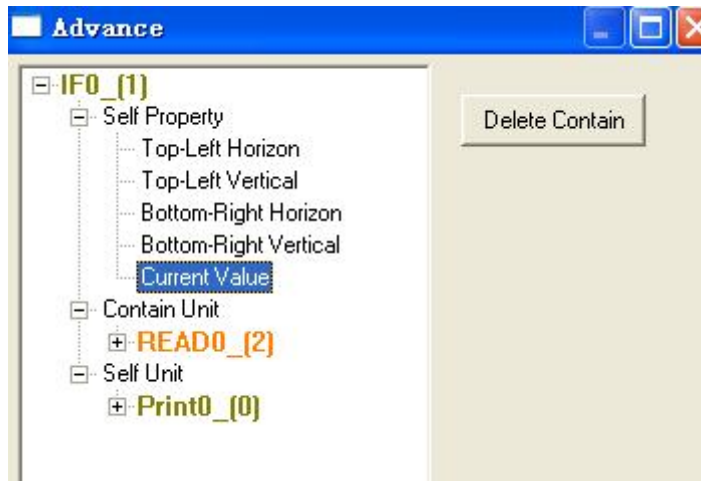 Advance
IF0_(1)
Self Property
Delete Contain
Top-Left Horizon
Top-Left Vertical
Bottom-Right Horizon
Bottom-Right Vertical
Current Value
Contain Unit
READ0_(2)
Self Unit
Print0_(0)